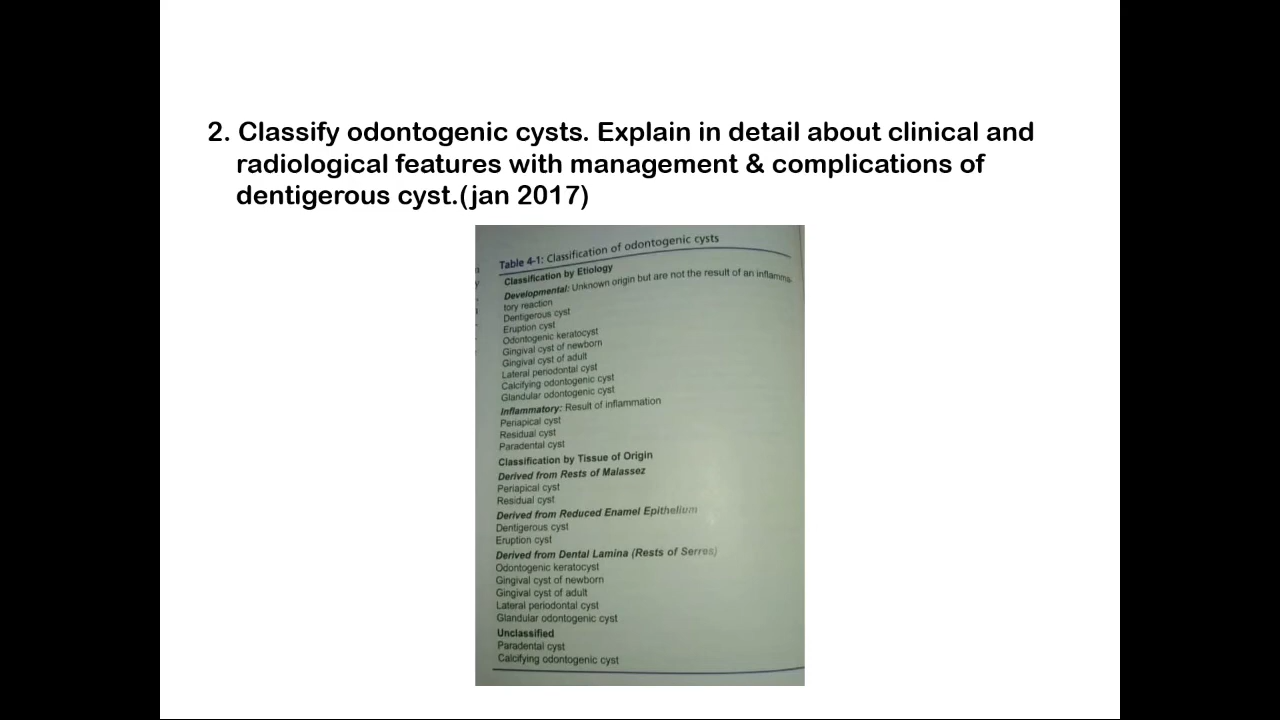 2. Classify odontogenic cysts. Explain in detail about clinical and
radiological features with management & complications of
dentigerous cyst.(jan 2017)
Table 4-1: Classification of odontogenic cysts
Classification by Etiology
Developmental: Unknown origin but are not the result of an inflamma-
tory reaction
Dentigerous cyst
Eruption cyst
Odontogenic keratocyst
Gingival cyst of newborn
Gingival cyst of adult
Lateral periodontal cyst
Calcifying odontogenic cyst
Glandular odontogenic cyst
Inflammatory: Result of inflammation
Periapical cyst
Residual cyst
Paradental cyst
Classification by Tissue of Origin
Derived from Rests of Malassez
Periapical cyst
Residual cyst
Derived from Reduced Enamel Epithelium
Dentigerous cyst
Eruption cyst
Derived from Dental Lamina (Rests of Serres)
Odontogenic keratocyst
Gingival cyst of newborn
Gingival cyst of adult
Lateral periodontal cyst
Glandular odontogenic cyst
Unclassified
Paradental cyst
Calcifying odontogenic cyst